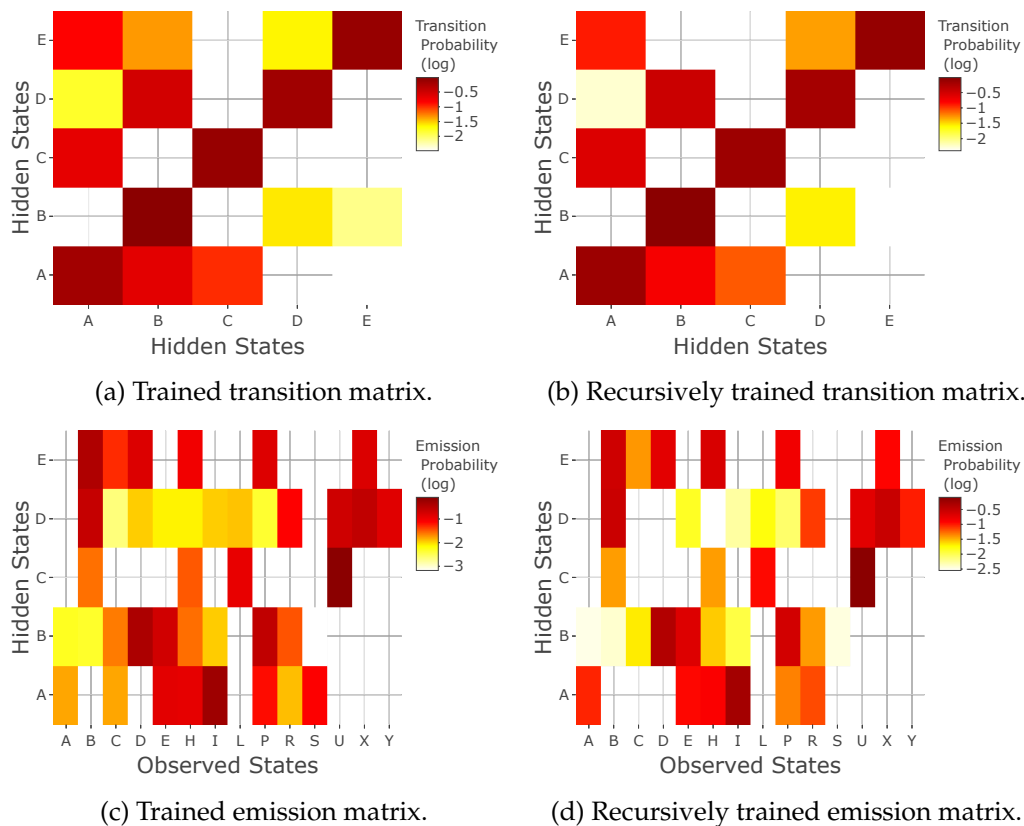 Hidden States
E
D
C
B
A
A B C D E
Hidden States
Transition
Probability
(log)
−0.5
−1
−1.5
−2
(a) Trained transition matrix.
Hidden States
E
D
C
B
A
A B C D E
Hidden States
Transition
Probability
(log)
−0.5
−1
−1.5
−2
(b) Recursively trained transition matrix.
Hidden States
E
D
C
B
A
A B C D E H I L P R S U X Y
Observed States
Emission
Probability
(log)
−1
−2
−3
(c) Trained emission matrix.
Hidden States
E
D
C
B
A
A B C D E H I L P R S U X Y
Observed States
Emission
Probability
(log)
−0.5
−1
−1.5
−2
−2.5
(d) Recursively trained emission matrix.